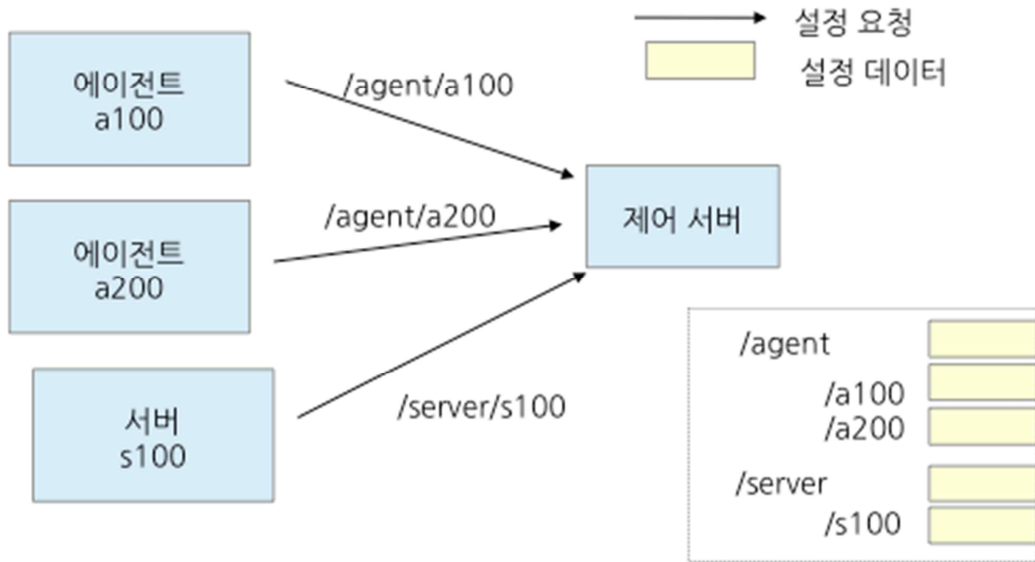 설정 요청
설정 데이터
에이전트
a100
/agent/a100
에이전트
a200
/agent/a200
제어 서버
서버
s100
/server/s100
/agent
/a100
/a200
/server
/s100